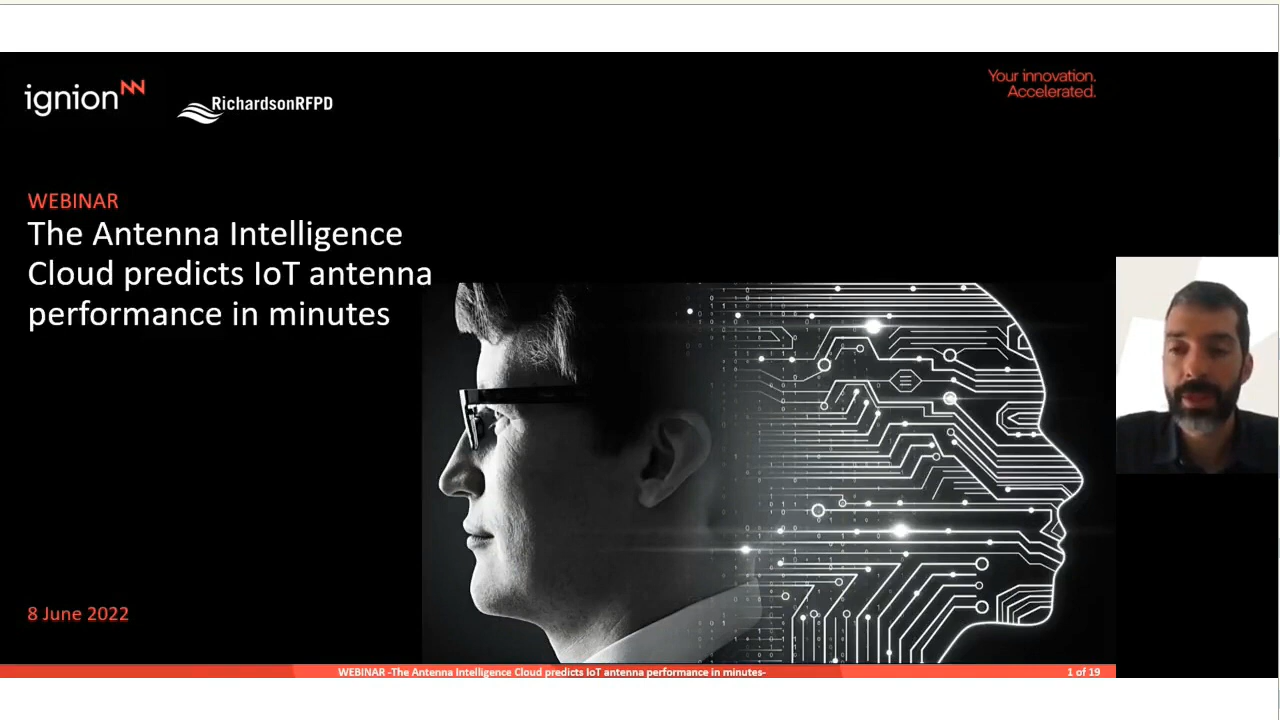 ignion
RichardsonRFPD
Your innovation.
Accelerated.
WEBINAR
The Antenna Intelligence
Cloud predicts IoT antenna
performance in minutes
8 June 2022
WEBINAR -The Antenna Intelligence Cloud predicts IoT antenna performance in minutes-
1 of 19